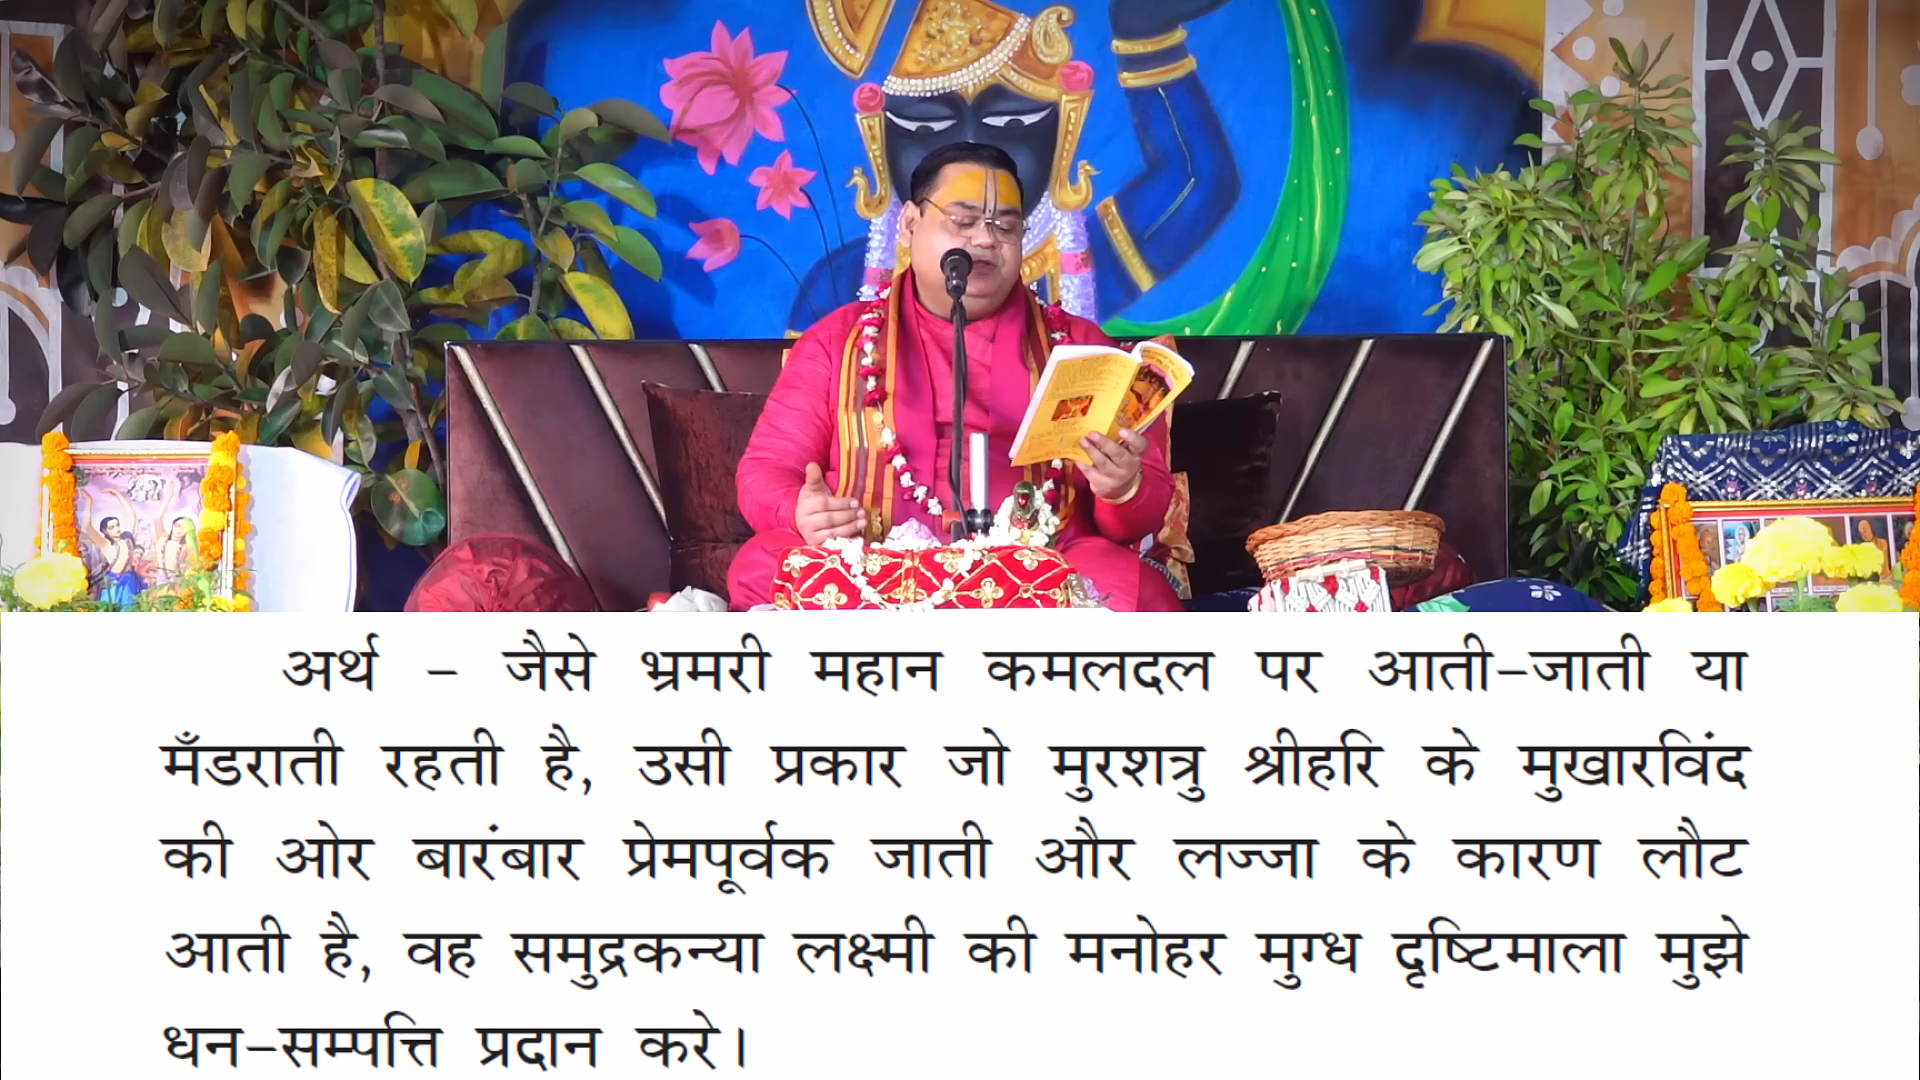 अर्थ – जैसे भ्रमरी महान कमलदल पर आती-जाती या
मँडराती रहती है, उसी प्रकार जो मुरशत्रु श्रीहरि के मुखारविंद
की ओर बारंबार प्रेमपूर्वक जाती और लज्जा के कारण लौट
आती है, वह समुद्रकन्या लक्ष्मी की मनोहर मुग्ध दृष्टिमाला मुझे
धन-सम्पत्ति प्रदान करे।